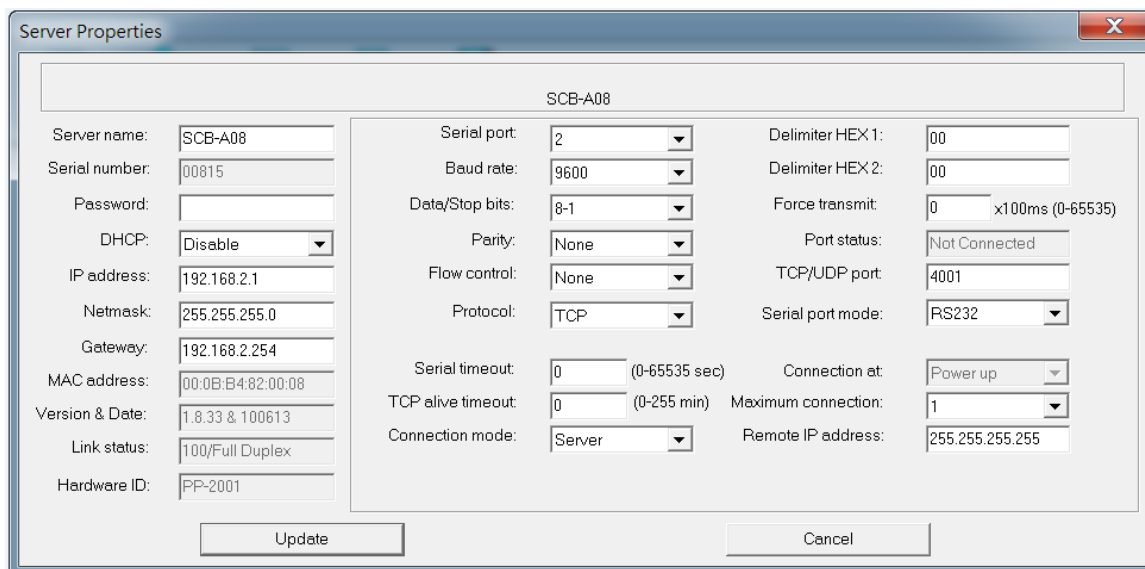 Server Properties
SCB-A08
Server name: SCB-A08
Serial number: 00815
Password:
DHCP: Disable
IP address: 192.168.2.1
Netmask: 255.255.255.0
Gateway: 192.168.2.254
MAC address: 00:0B:B4:82:00:08
Version & Date: 1.8.33 & 100613
Link status: 100/Full Duplex
Hardware ID: PP-2001
Serial port: 2
Baud rate: 9600
Data/Stop bits: 8-1
Parity: None
Flow control: None
Protocol: TCP
Serial timeout: 0 (0-65535 sec)
TCP alive timeout: 0 (0-255 min)
Connection mode: Server
Delimiter HEX 1: 00
Delimiter HEX 2: 00
Force transmit: 0 x100ms (0-65535)
Port status: Not Connected
TCP/UDP port: 4001
Serial port mode: RS232
Connection at: Power up
Maximum connection: 1
Remote IP address: 255.255.255.255
Update
Cancel